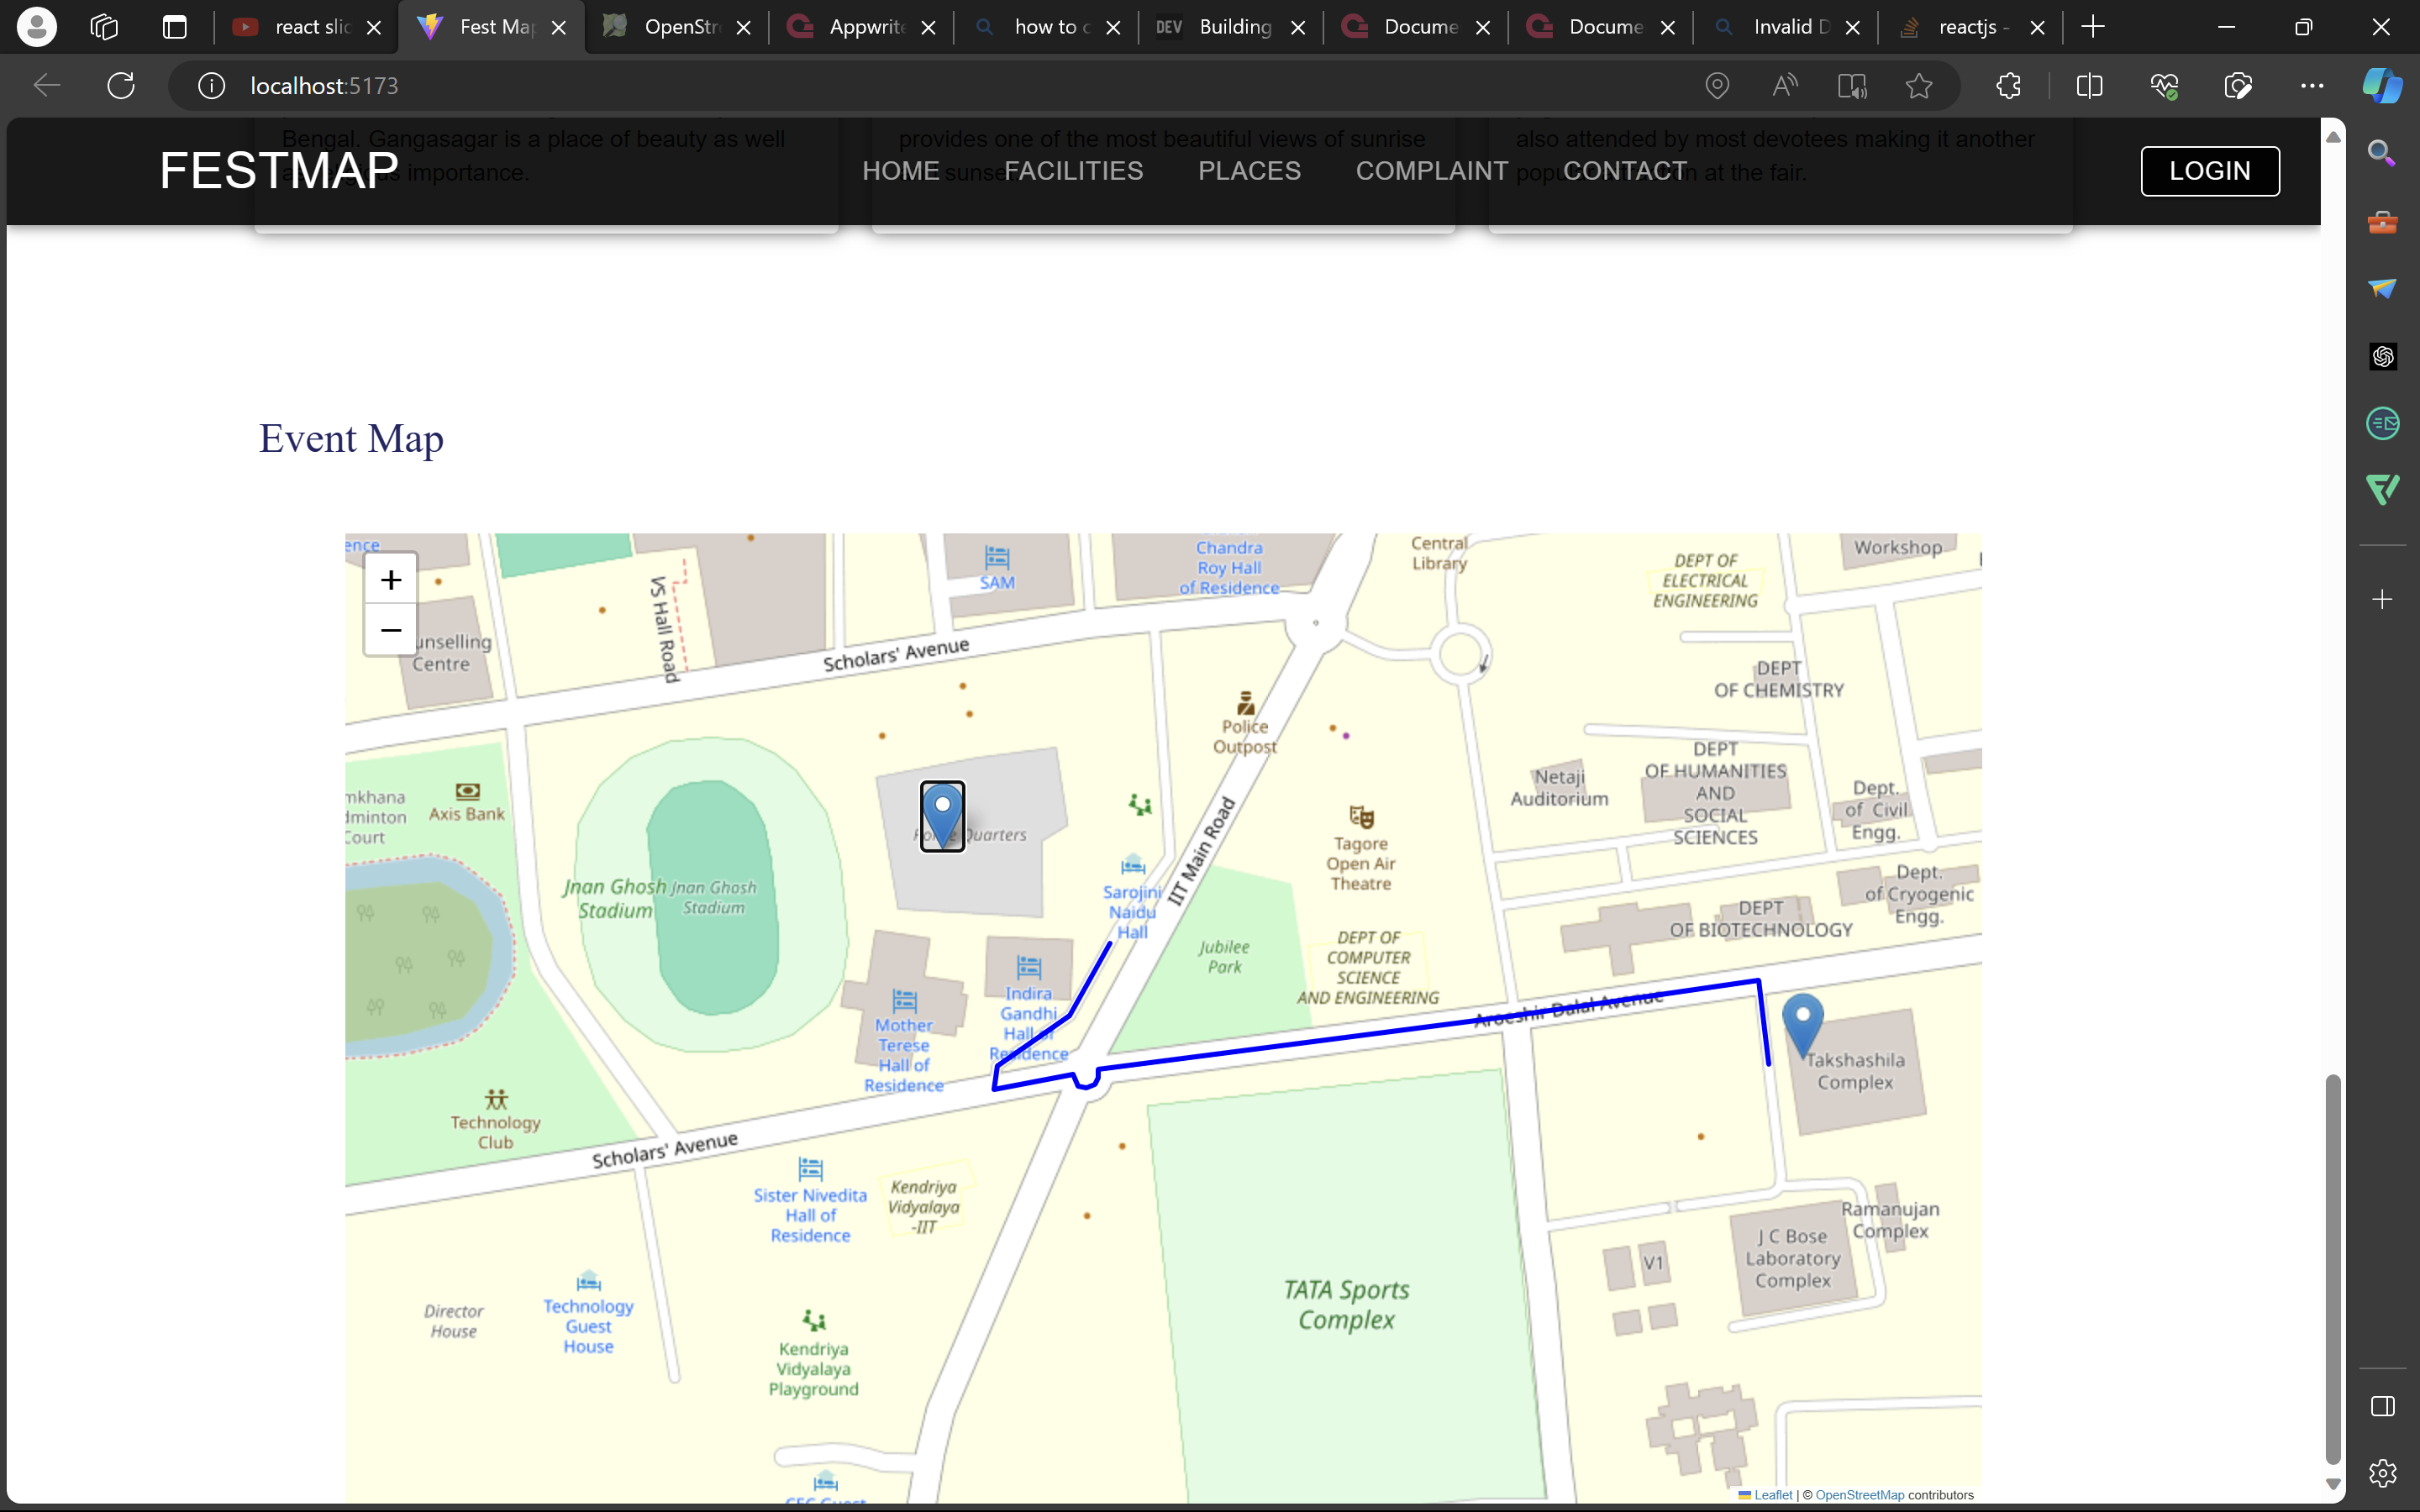 react slic
Fest Map
OpenStr
Appwrite
how to c
DEV Building
Docume
Docume
Invalid D
reactjs -
localhost:5173
Bengal. Gangasagar is a place of beauty as well
provides one of the most beautiful views of sunrise
also attended by most devotees making it another
importance.
at the fair.
FESTMAP
HOME
FACILITIES
PLACES
COMPLAINT
CONTACT
LOGIN
Event Map
+
−
ence
unselling
Centre
VS Hall Road
SAM
Chandra
Roy Hall
of Residence
Central
Library
DEPT OF
ELECTRICAL
ENGINEERING
Workshop
Scholars' Avenue
DEPT
OF CHEMISTRY
Police
Outpost
mkhana
dminton
Court
Axis Bank
Quarters
IIT Main Road
Netaji
Auditorium
DEPT
OF HUMANITIES
AND
SOCIAL
SCIENCES
Dept.
of Civil
Engg.
Tagore
Open Air
Theatre
Jnan Ghosh
Stadium
Jnan Ghosh
Stadium
Sarojini
Naidu
Hall
Dept.
of Cryogenic
Engg.
DEPT
OF BIOTECHNOLOGY
Jubilee
Park
DEPT OF
COMPUTER
SCIENCE
AND ENGINEERING
Indira
Gandhi
Hall of
Residence
Mother
Terese
Hall of
Residence
Dalal Avenue
Takshashila
Complex
Technology
Club
Scholars' Avenue
Sister Nivedita
Hall of
Residence
Kendriya
Vidyalaya
-IIT
Ramanujan
Complex
J C Bose
Laboratory
Complex
V1
TATA Sports
Complex
Director
House
Technology
Guest
House
Kendriya
Vidyalaya
Playground
Leaflet | © OpenStreetMap contributors